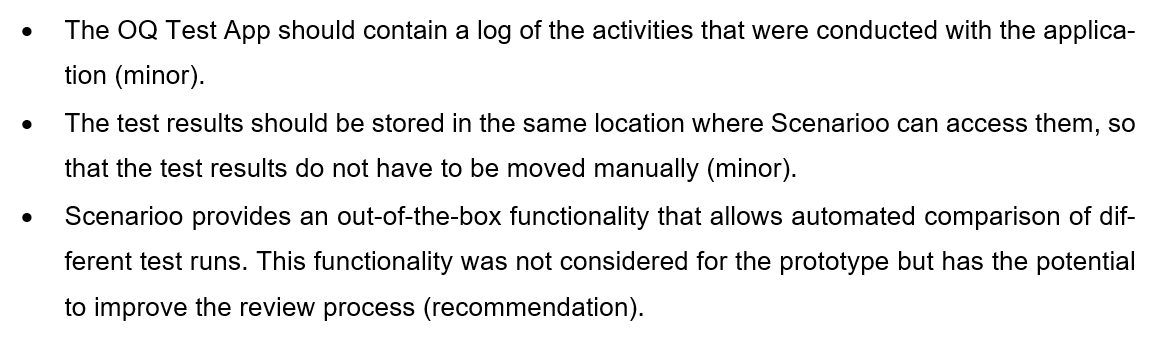 • The OQ Test App should contain a log of the activities that were conducted with the applica-
tion (minor).
• The test results should be stored in the same location where Scenarioo can access them, so
that the test results do not have to be moved manually (minor).
• Scenarioo provides an out-of-the-box functionality that allows automated comparison of dif-
ferent test runs. This functionality was not considered for the prototype but has the potential
to improve the review process (recommendation).